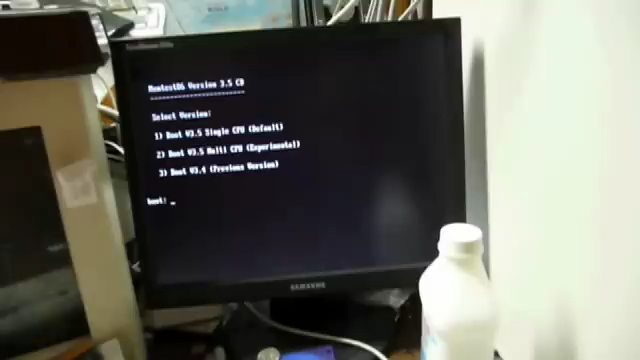 Memtest86 Version 3.5 CD
Select Version:
1) Boot V3.5 Single CPU (Default)
2) Boot V3.5 Multi CPU (Experimental)
3) Boot V3.4 (Previous Version)
boot: _
SAMSUNG